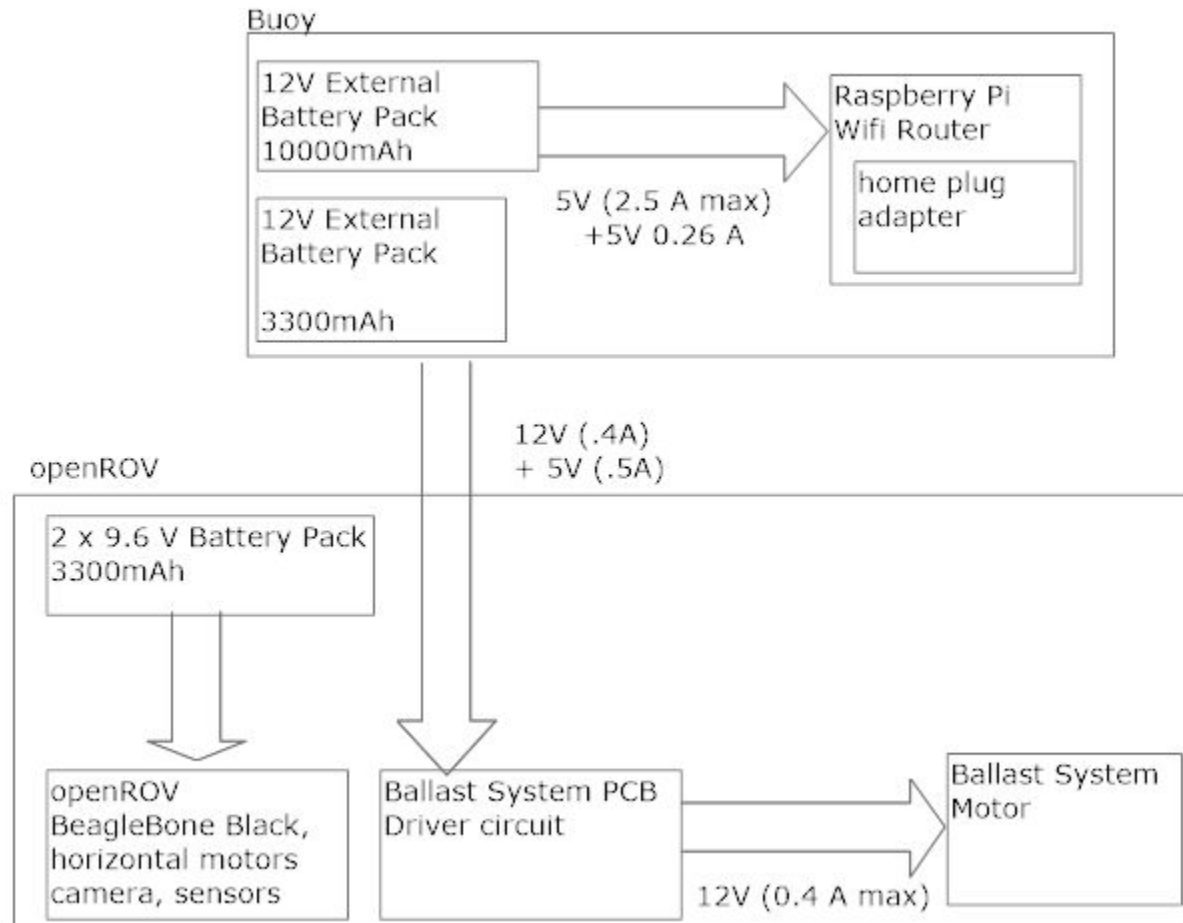 Buoy
12V External
Battery Pack
10000mAh
Raspberry Pi
Wifi Router
home plug
adapter
5V (2.5 A max)
+5V 0.26 A
12V External
Battery Pack
3300mAh
12V (.4A)
+ 5V (.5A)
openROV
2 x 9.6 V Battery Pack
3300mAh
openROV
BeagleBone Black,
horizontal motors
camera, sensors
Ballast System PCB
Driver circuit
12V (0.4 A max)
Ballast System
Motor